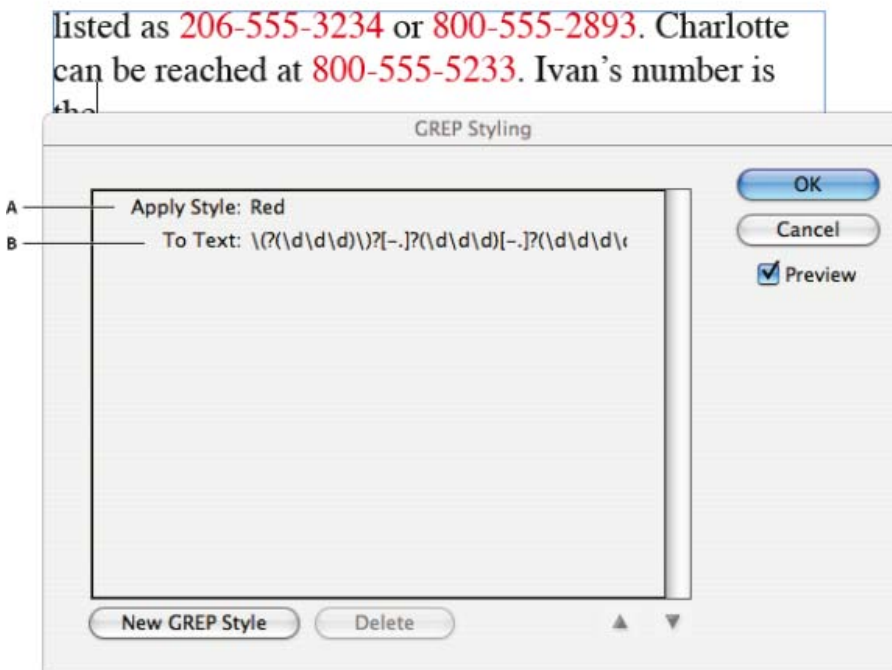 listed as 206-555-3234 or 800-555-2893. Charlotte
can be reached at 800-555-5233. Ivan’s number is
the
GREP Styling
OK
A
Apply Style: Red
Cancel
B
To Text: \(?(\d\d\d)\)?[-.]?(\d\d\d)[-.]?(\d\d\d\
Preview
New GREP Style
Delete